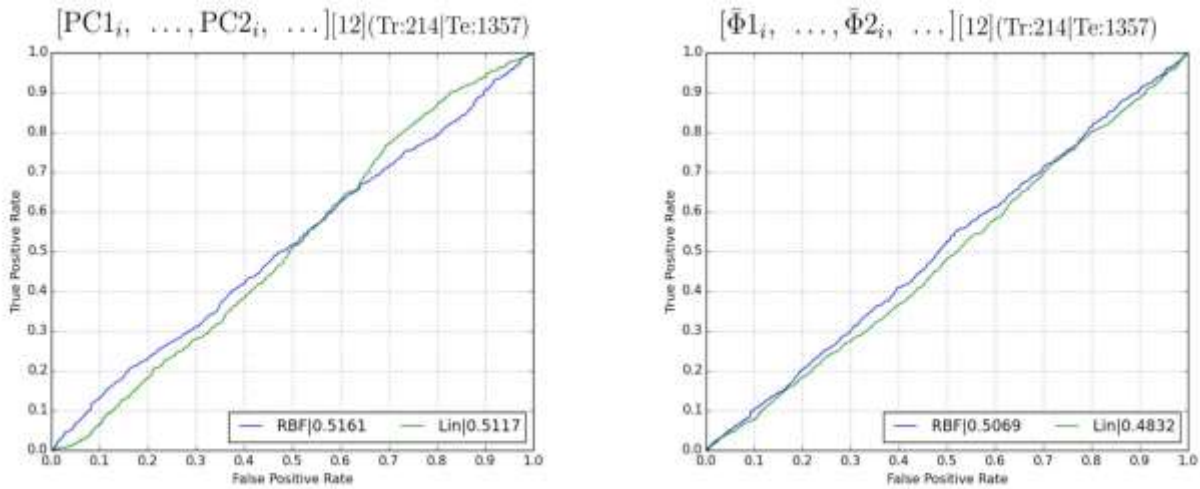 [PC1ᵢ, ...,PC2ᵢ, ...][12](Tr:214|Te:1357)
True Positive Rate
1.0
0.9
0.8
0.7
0.6
0.5
0.4
0.3
0.2
0.1
0.0
RBF|0.5161 Lin|0.5117
0.0 0.1 0.2 0.3 0.4 0.5 0.6 0.7 0.8 0.9 1.0
False Positive Rate
[Φ̄1ᵢ, ...,Φ̄2ᵢ, ...][12](Tr:214|Te:1357)
True Positive Rate
1.0
0.9
0.8
0.7
0.6
0.5
0.4
0.3
0.2
0.1
0.0
RBF|0.5069 Lin|0.4832
0.0 0.1 0.2 0.3 0.4 0.5 0.6 0.7 0.8 0.9 1.0
False Positive Rate